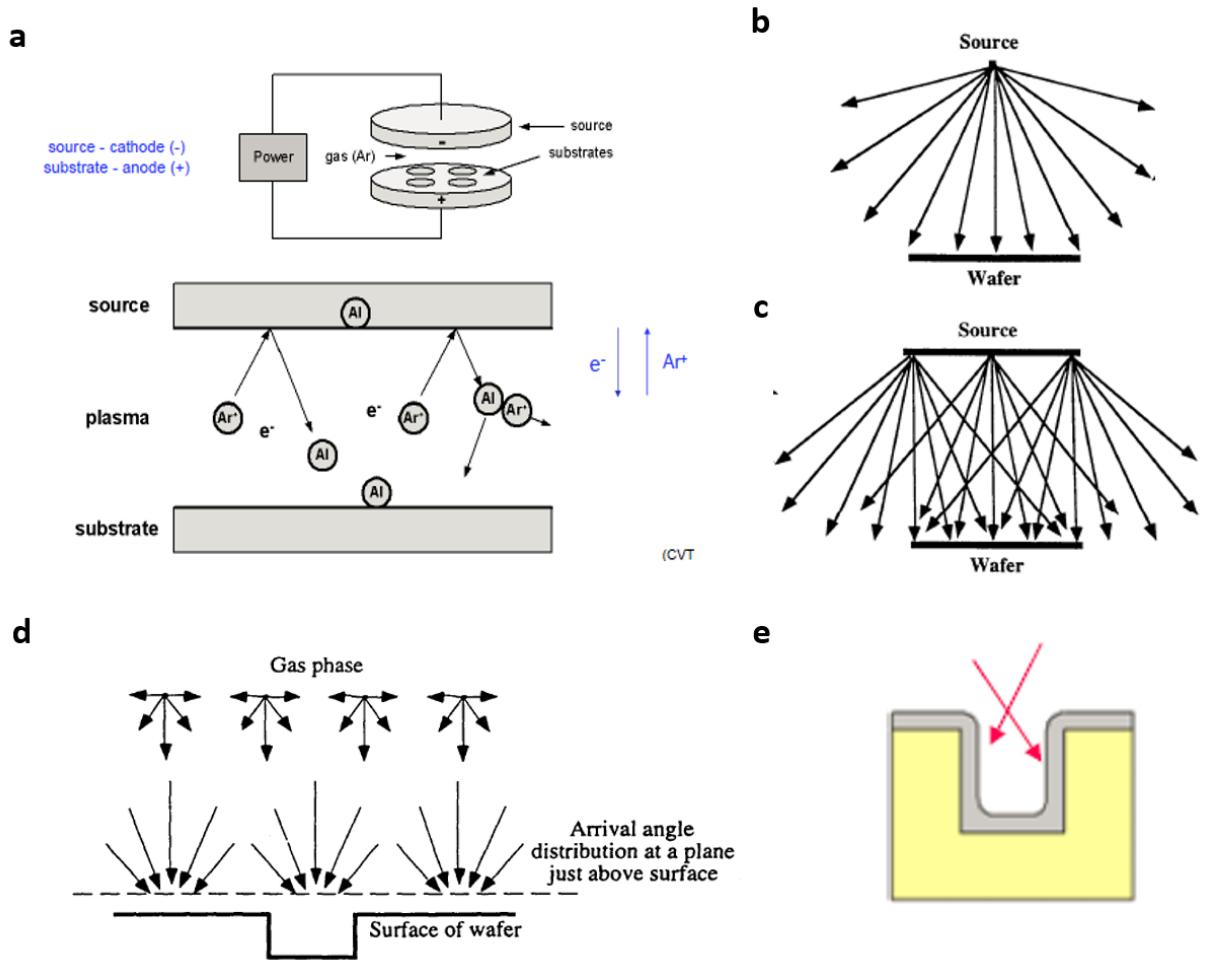 a
source - cathode (-)
substrate - anode (+)
Power
gas (Ar)
source
substrates
-
+
source
Al
plasma
Ar+
e-
Al
e-
Ar+
Al
Ar+
Al
substrate
e-
Ar+
(CVT
b
Source
Wafer
c
Source
Wafer
d
Gas phase
Arrival angle
distribution at a plane
just above surface
Surface of wafer
e